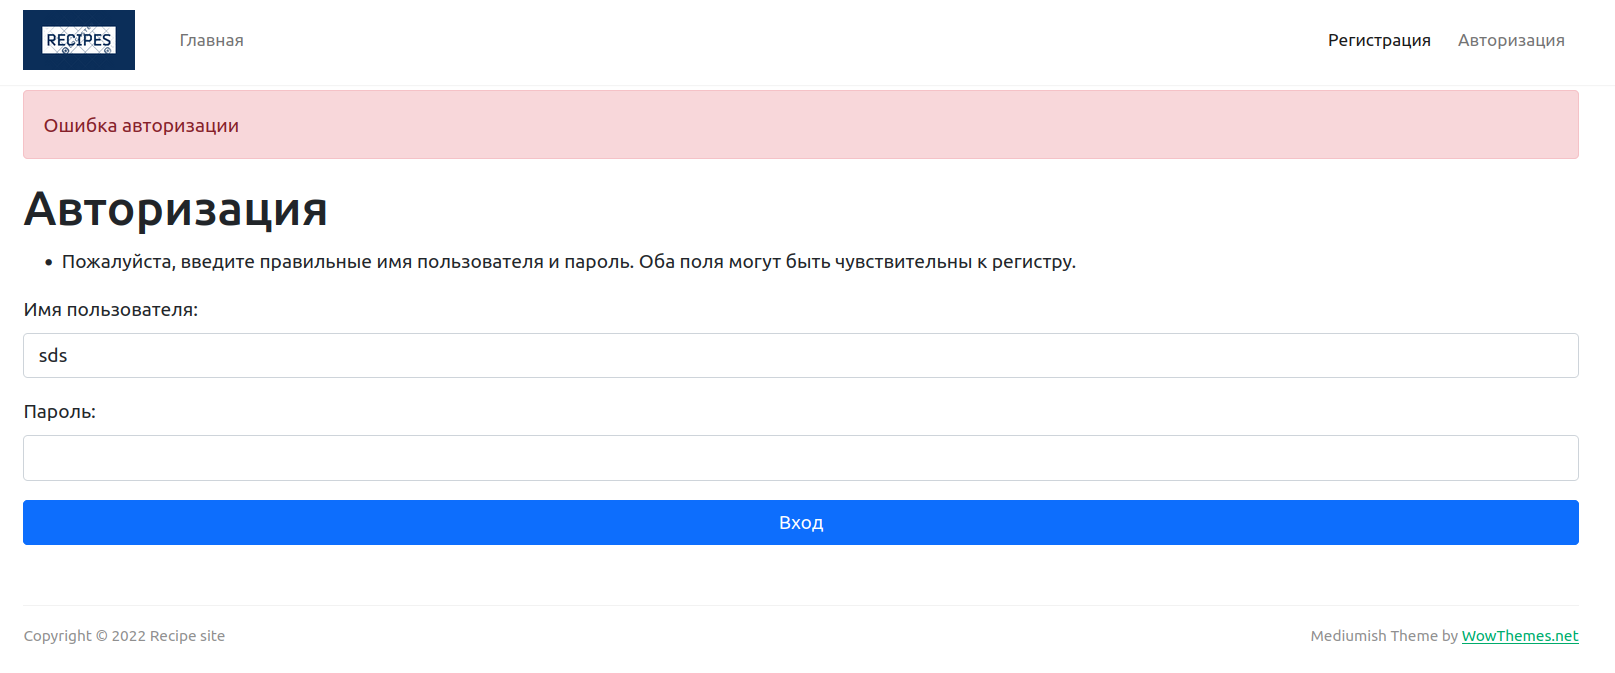 RECIPES
Главная
Регистрация
Авторизация
Ошибка авторизации
Авторизация
• Пожалуйста, введите правильные имя пользователя и пароль. Оба поля могут быть чувствительны к регистру.
Имя пользователя:
sds
Пароль:
Вход
Copyright © 2022 Recipe site
Mediumish Theme by WowThemes.net